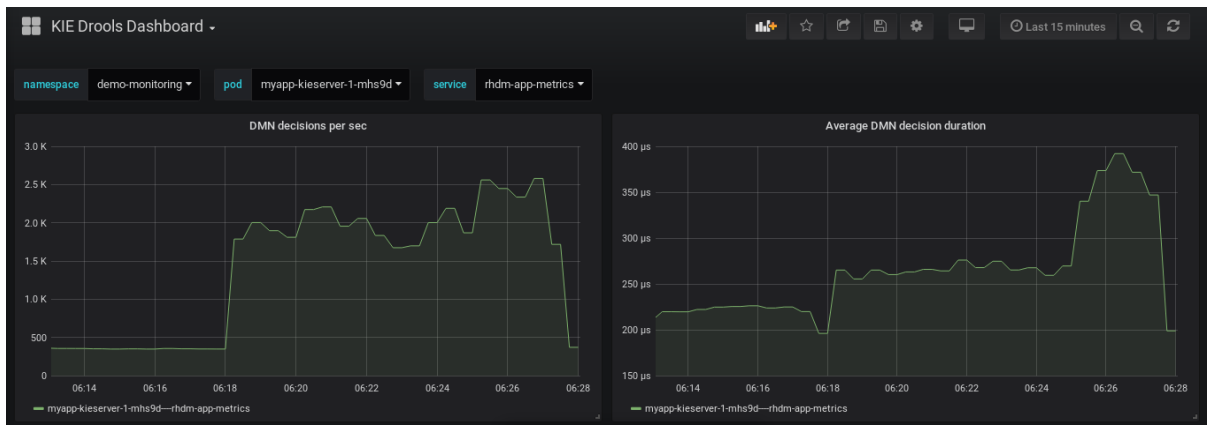 KIE Drools Dashboard
Last 15 minutes
namespace demo-monitoring pod myapp-kieserver-1-mhs9d service rhdm-app-metrics
DMN decisions per sec
3.0 K
2.5 K
2.0 K
1.5 K
1.0 K
500
0
06:14 06:16 06:18 06:20 06:22 06:24 06:26 06:28
myapp-kieserver-1-mhs9d—rhdm-app-metrics
Average DMN decision duration
400 µs
350 µs
300 µs
250 µs
200 µs
150 µs
06:14 06:16 06:18 06:20 06:22 06:24 06:26 06:28
myapp-kieserver-1-mhs9d—rhdm-app-metrics